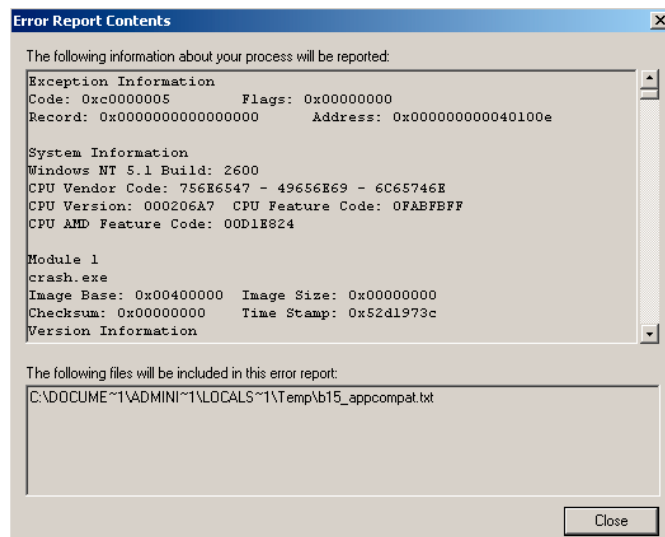 Error Report Contents
The following information about your process will be reported:
Exception Information
Code: 0xc0000005 Flags: 0x00000000
Record: 0x0000000000000000 Address: 0x000000000040100e
System Information
Windows NT 5.1 Build: 2600
CPU Vendor Code: 756E6547 - 49656E69 - 6C65746E
CPU Version: 000206A7 CPU Feature Code: 0FABFBFF
CPU AMD Feature Code: 00D1E824
Module 1
crash.exe
Image Base: 0x00400000 Image Size: 0x00000000
Checksum: 0x00000000 Time Stamp: 0x52d1973c
Version Information
The following files will be included in this error report:
C:\DOCUME~1\ADMINI~1\LOCALS~1\Temp\b15_appcompat.txt
Close